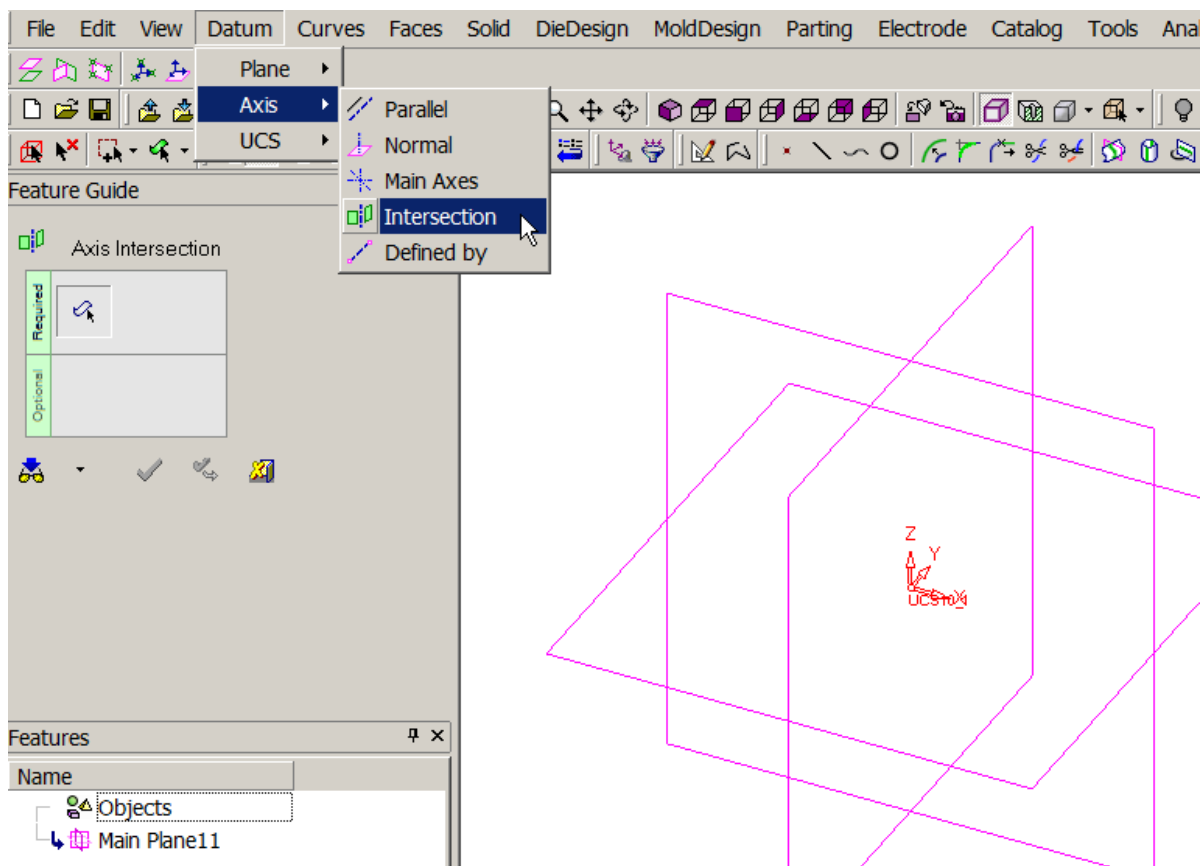 File Edit View Datum Curves Faces Solid DieDesign MoldDesign Parting Electrode Catalog Tools Anal
Plane
Axis
UCS
Parallel
Normal
Main Axes
Intersection
Defined by
Feature Guide
Axis Intersection
Required
Optional
Z
Y
X
Features
Name
Objects
Main Plane11